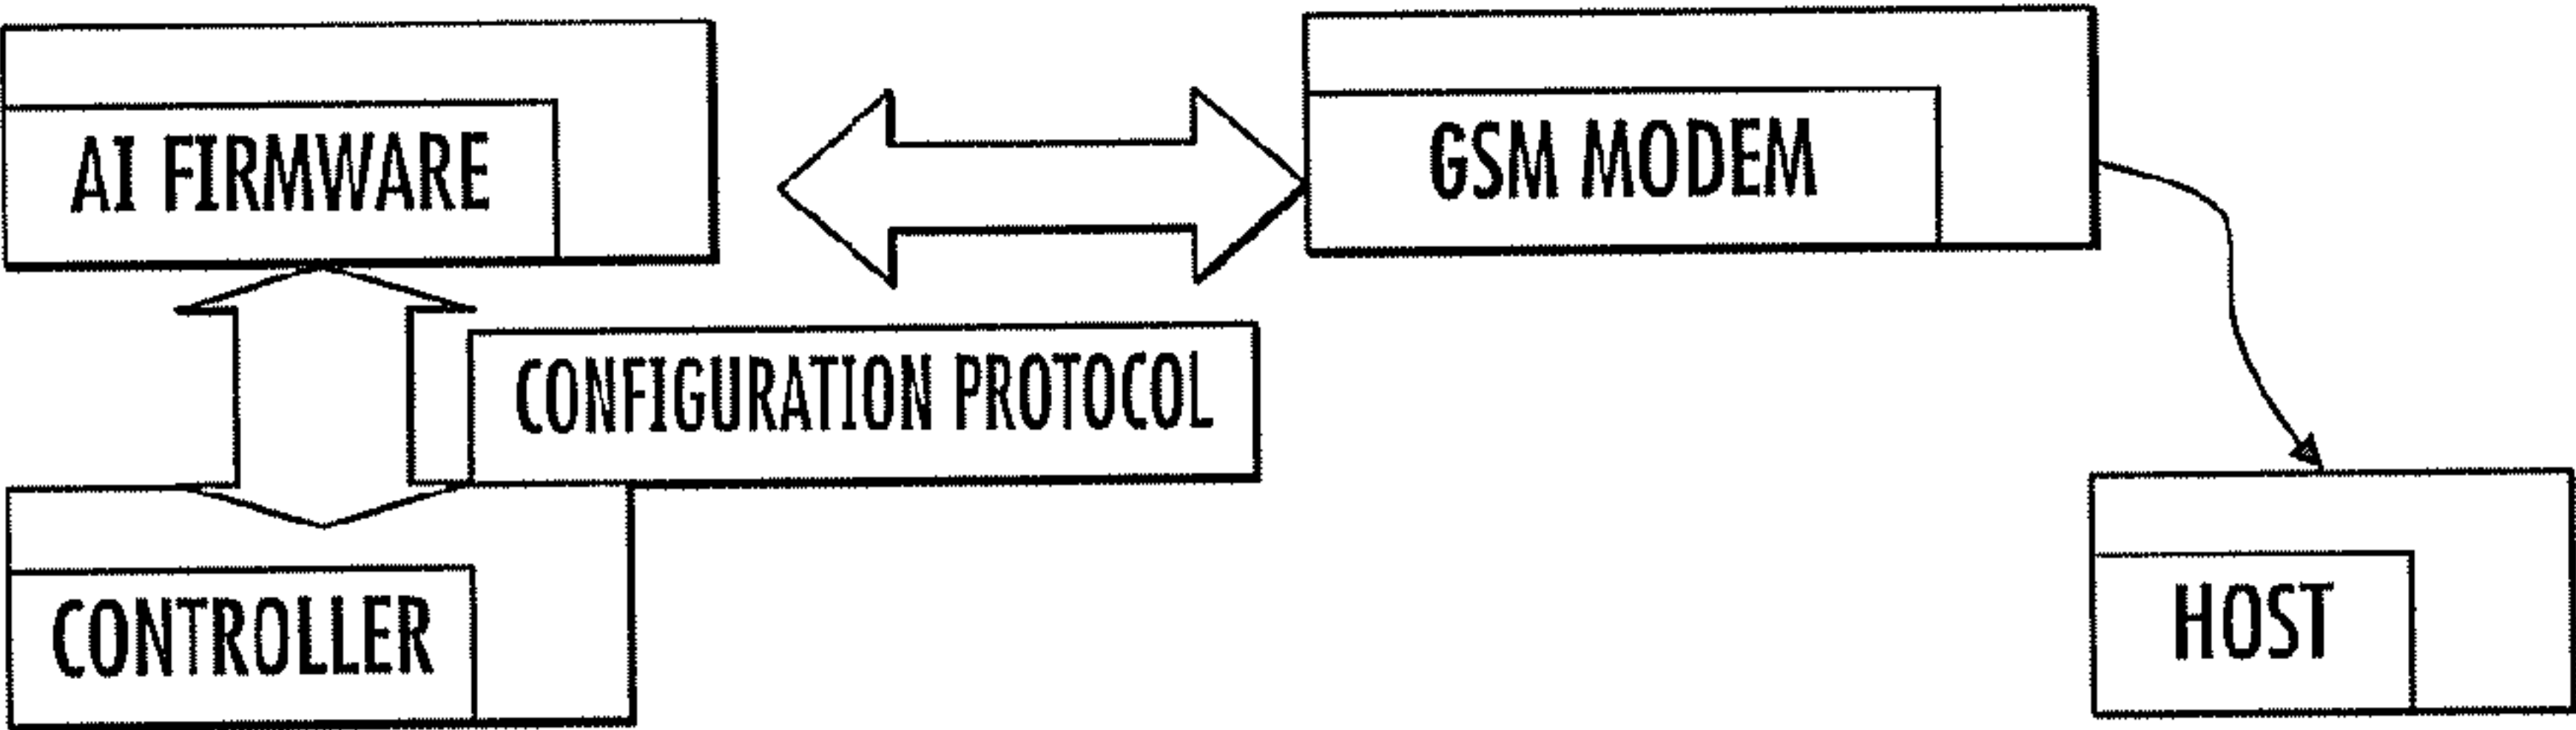 AI FIRMWARE
GSM MODEM
CONFIGURATION PROTOCOL
CONTROLLER
HOST